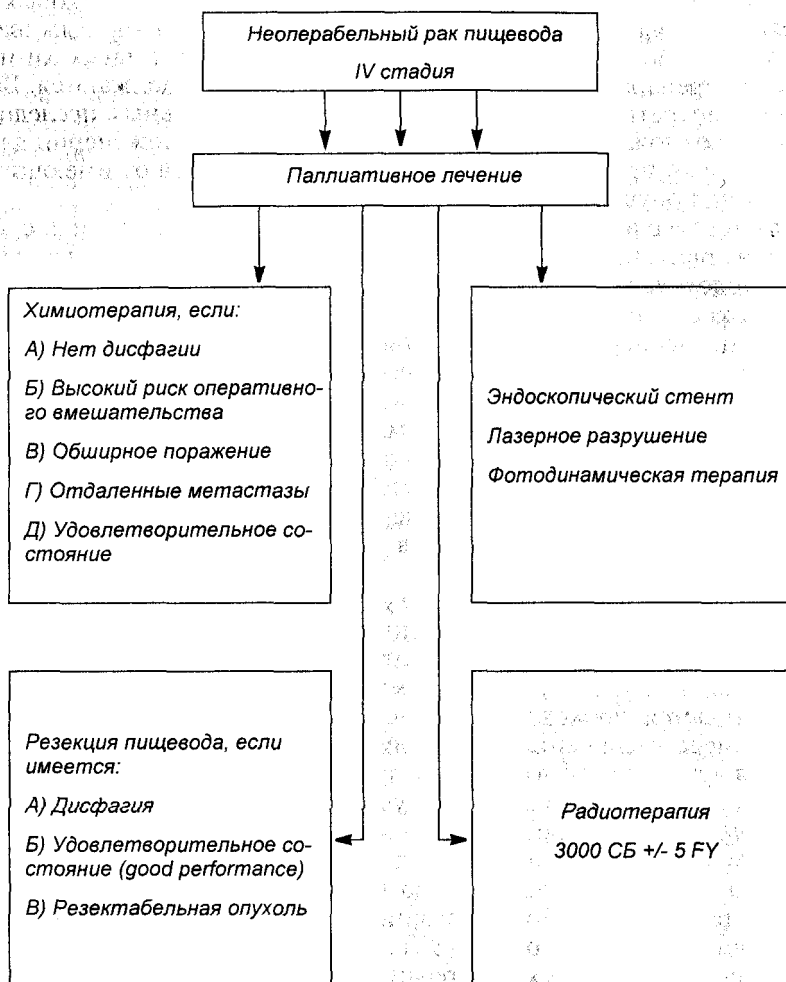 Неоперабельный рак пищевода
IV стадия
Паллиативное лечение
Химиотерапия, если:
А) Нет дисфагии
Б) Высокий риск оперативно-
го вмешательства
В) Обширное поражение
Г) Отдаленные метастазы
Д) Удовлетворительное со-
стояние
Эндоскопический стент
Лазерное разрушение
Фотодинамическая терапия
Резекция пищевода, если
имеется:
А) Дисфагия
Б) Удовлетворительное со-
стояние (good performance)
В) Резектабельная опухоль
Радиотерапия
3000 СБ +/- 5 FY